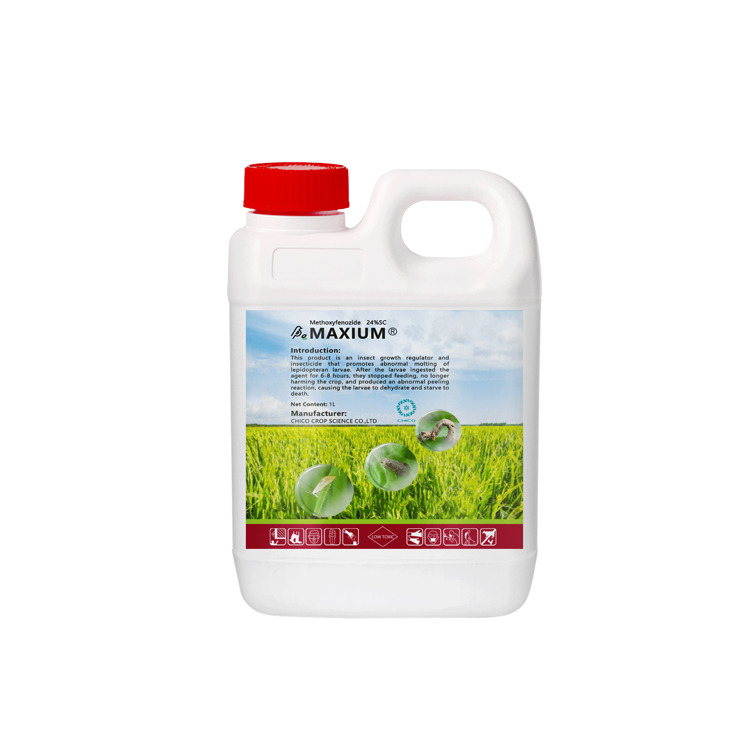 Methoxyfenozide 24%SC
βe MAXIUM®
Introduction:
This product is an insect growth regulator and
insecticide that promotes abnormal molting of
lepidopteran larvae. After the larvae ingested the
agent for 6-8 hours, they stopped feeding, no longer
harming the crop, and produced an abnormal peeling
reaction, causing the larvae to dehydrate and starve to
death.
Net Content: 1L
Manufacturer:
CHICO CROP SCIENCE CO.,LTD
CHICO
LOW TOXIC